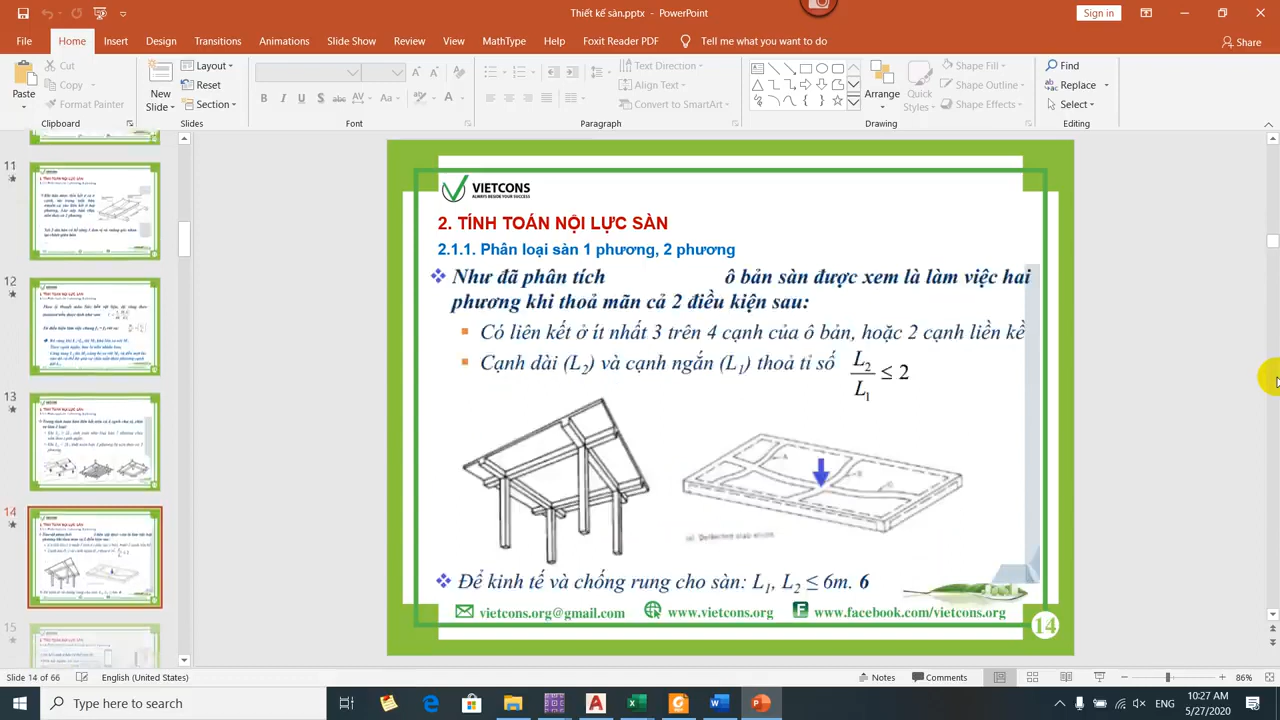 Thiết kế sàn.pptx - PowerPoint
Sign in
File Home Insert Design Transitions Animations Slide Show Review View MathType Help Foxit Reader PDF Tell me what you want to do
Share
Cut
Copy
Format Painter
Paste
Clipboard
New Slide
Layout
Reset
Section
Slides
Font
Text Direction
Align Text
Convert to SmartArt
Paragraph
Arrange
Quick Styles
Shape Fill
Shape Outline
Shape Effects
Drawing
Find
Replace
Select
Editing
11
12
13
14
15
VIETCONS
ALWAYS BESIDE YOUR SUCCESS
2. TÍNH TOÁN NỘI LỰC SÀN
2.1.1. Phân loại sàn 1 phương, 2 phương
Như đã phân tích ô bản sàn được xem là làm việc hai
phương khi thoả mãn cả 2 điều kiện sau:
Có liên kết ở ít nhất 3 trên 4 cạnh của ô bản, hoặc 2 cạnh liền kề
Cạnh dài (L2) và cạnh ngắn (L1) thỏa tỉ số L2/L1 ≤ 2
Để kinh tế và chống rung cho sàn: L1, L2 ≤ 6m. 6
vietcons.org@gmail.com www.vietcons.org www.facebook.com/vietcons.org
14
Slide 14 of 66 English (United States) Notes Comments 86%
Type here to search
ENG
10:27 AM
5/27/2020